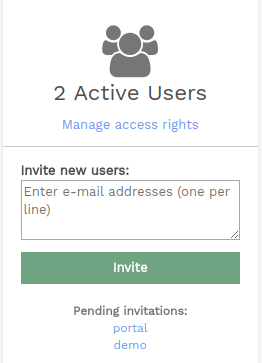 2 Active Users
Manage access rights
Invite new users:
Enter e-mail addresses (one per
line)
Invite
Pending invitations:
portal
demo